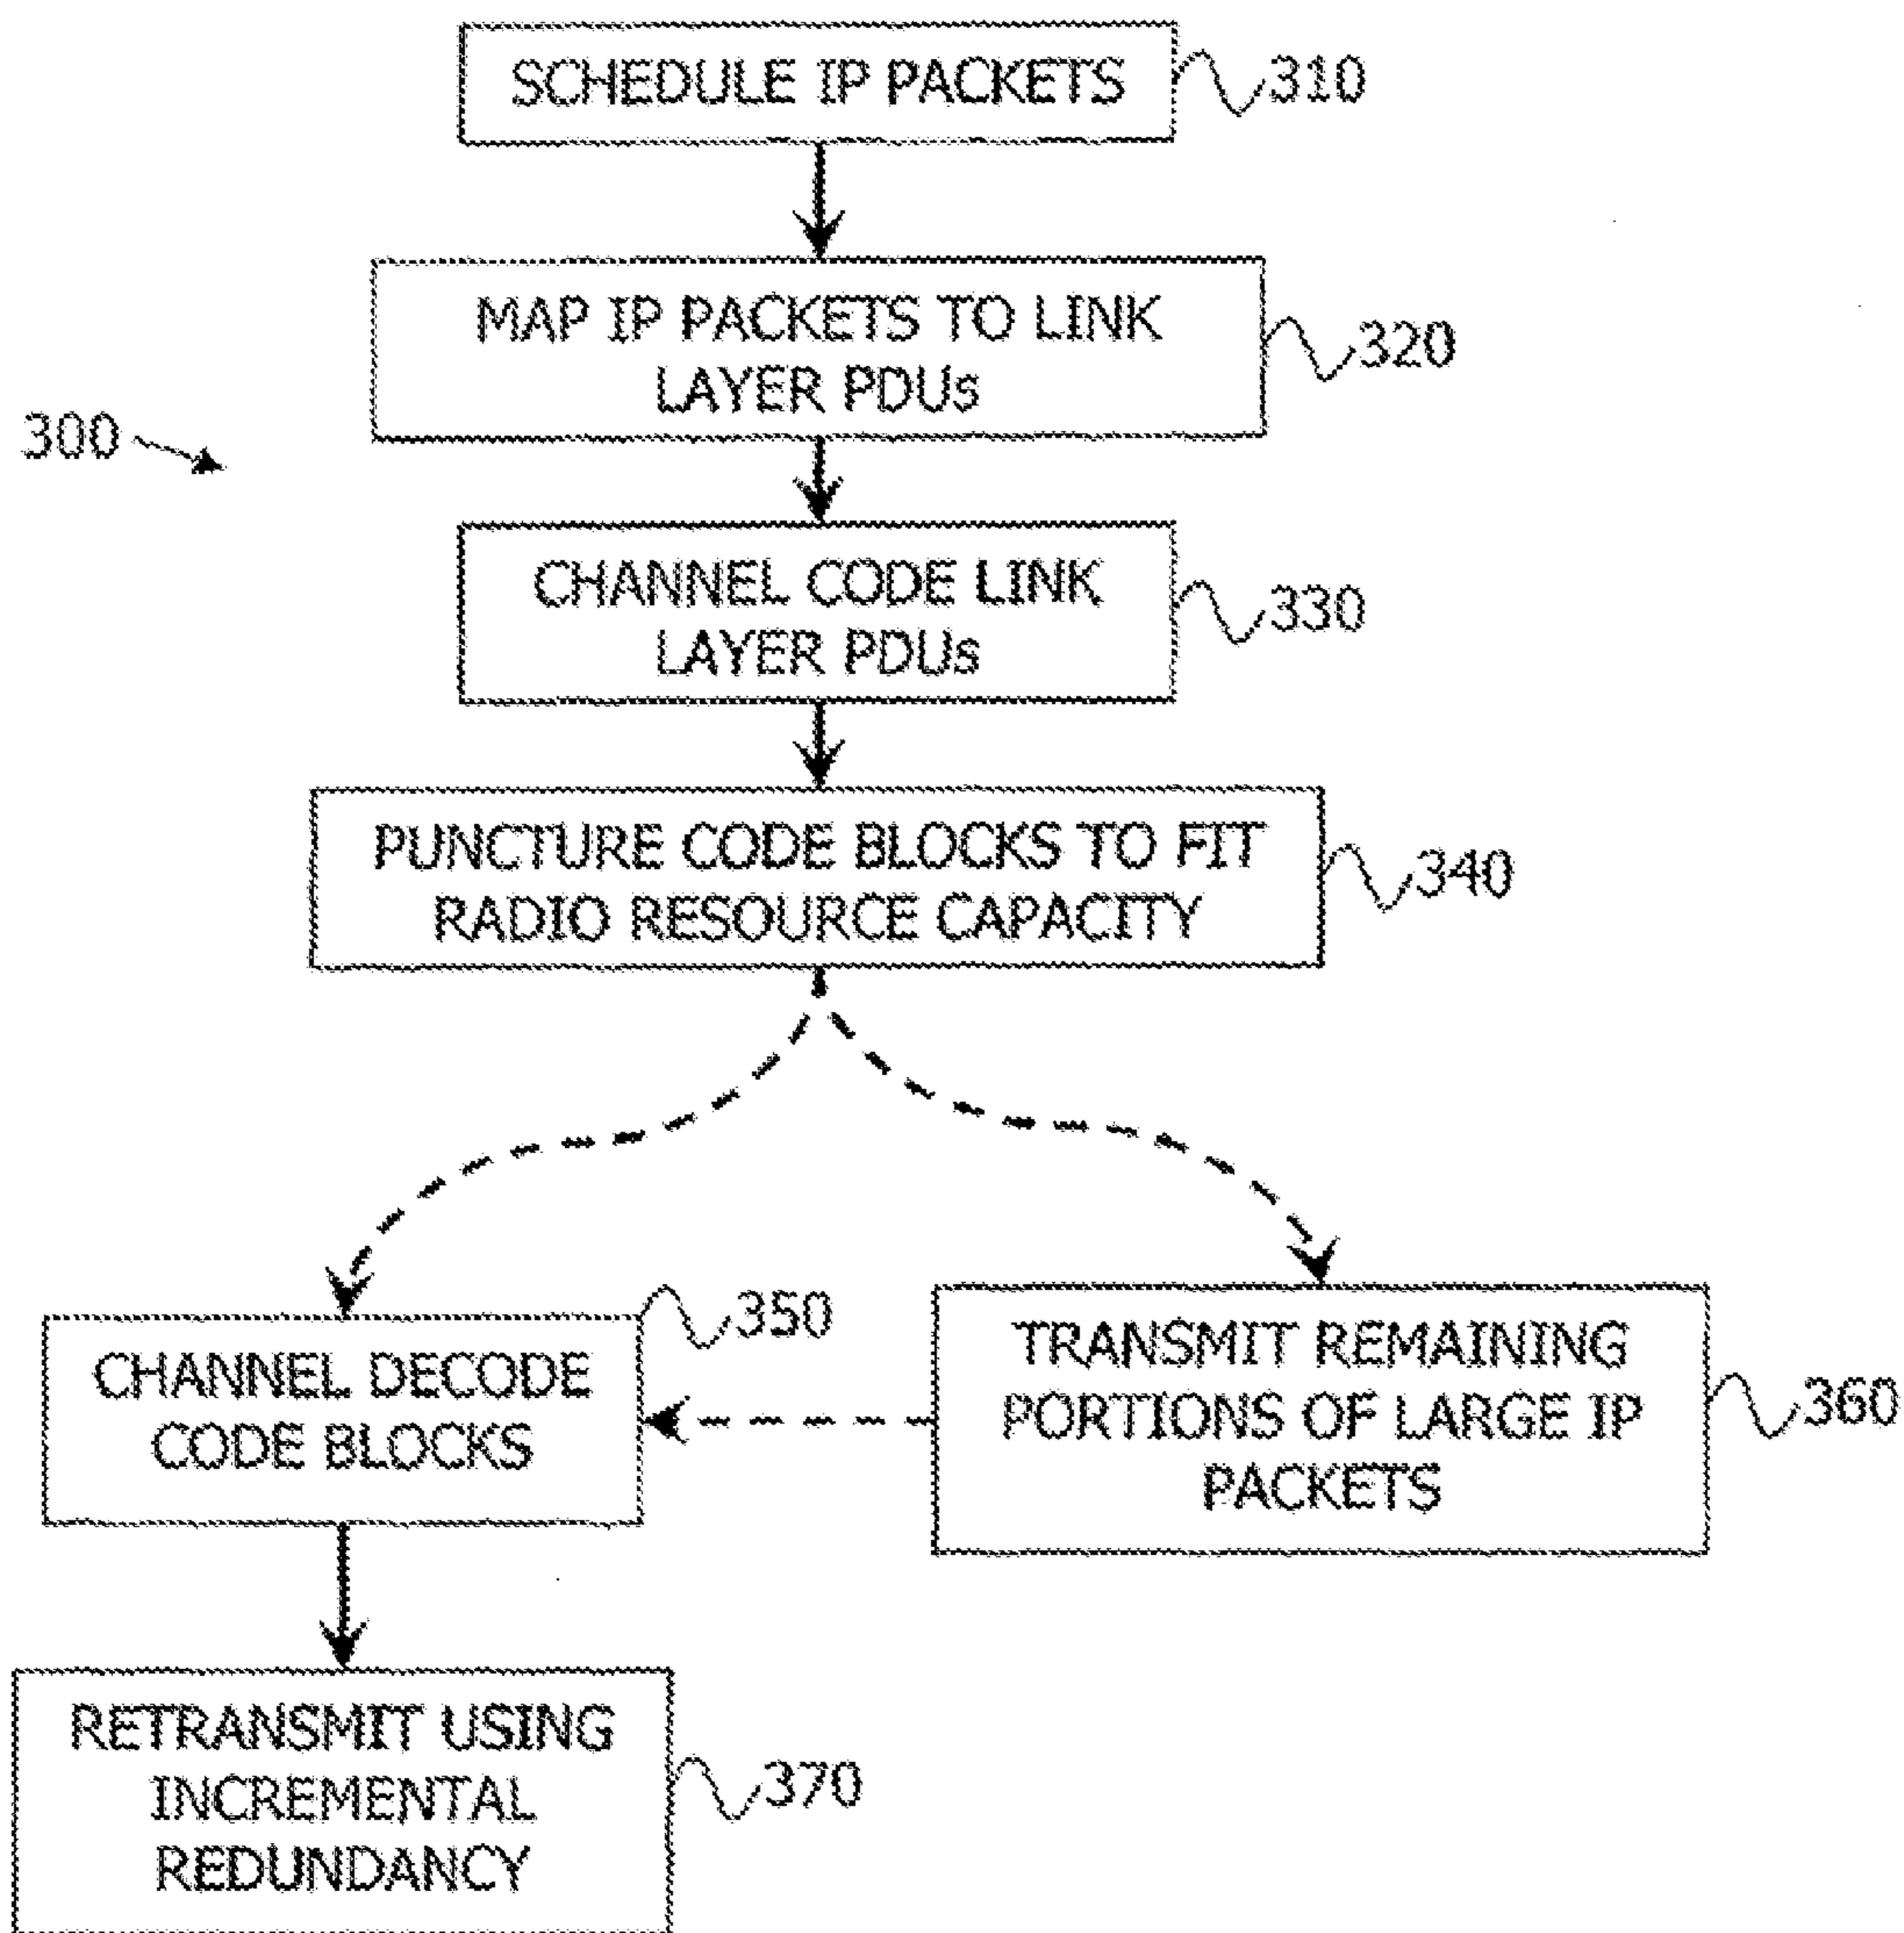 SCHEDULE IP PACKETS
310
MAP IP PACKETS TO LINK
LAYER PDUs
320
300
CHANNEL CODE LINK
LAYER PDUs
330
PUNCTURE CODE BLOCKS TO FIT
RADIO RESOURCE CAPACITY
340
350
CHANNEL DECODE
CODE BLOCKS
TRANSMIT REMAINING
PORTIONS OF LARGE IP
PACKETS
360
RETRANSMIT USING
INCREMENTAL
REDUNDANCY
370